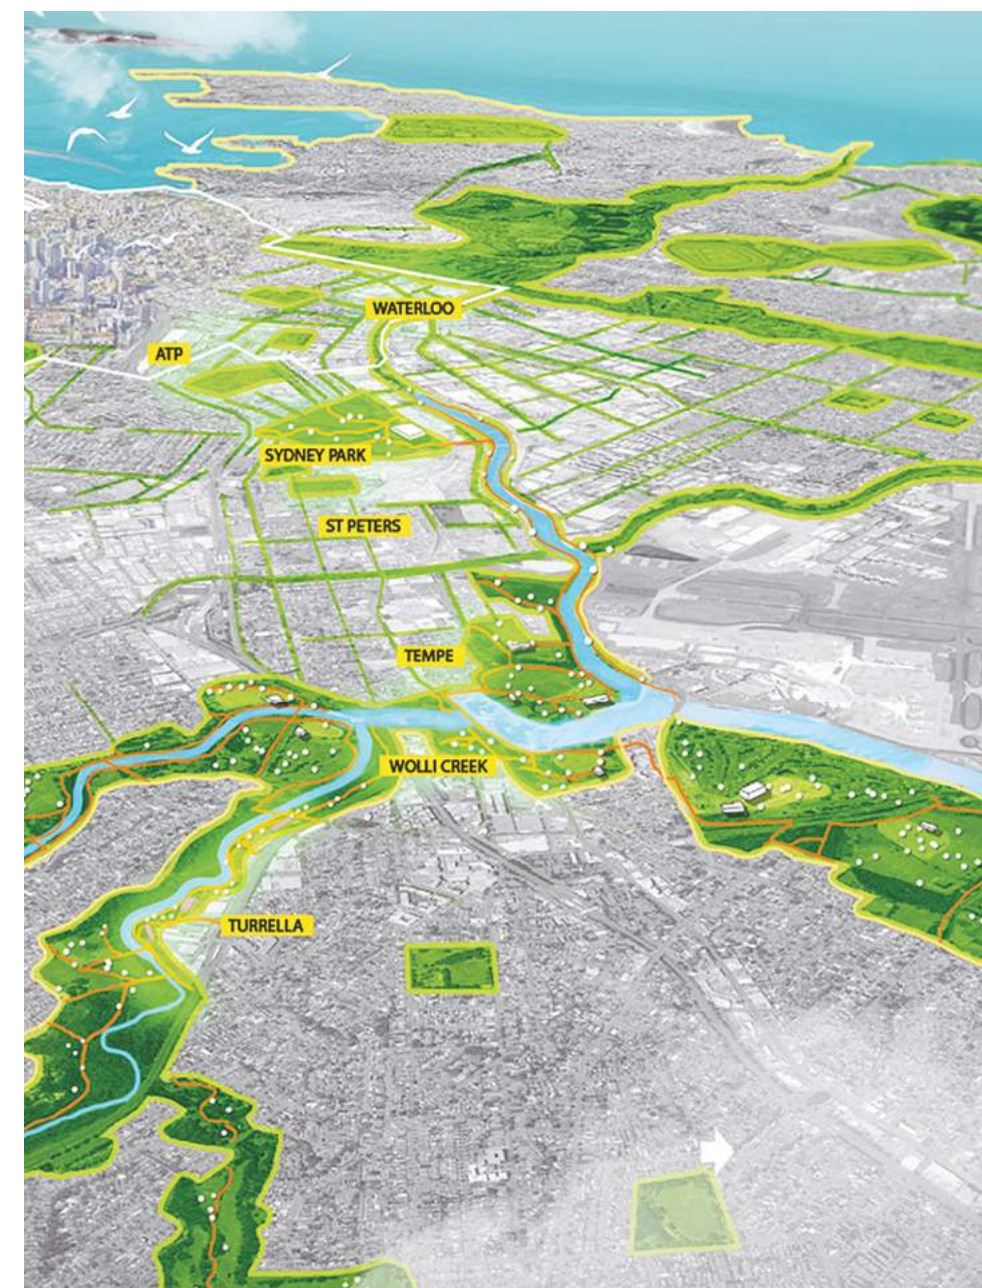 WATERLOO
ATP
SYDNEY PARK
ST PETERS
TEMPE
WOLLI CREEK
TURRELLA